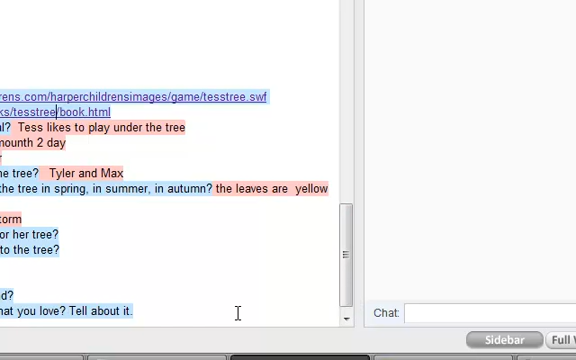 rens.com/harperchildrensimages/game/tesstree.swf
ks/tesstree/book.html
al? Tess likes to play under the tree
mounth 2 day
r
he tree? Tyler and Max
the tree in spring, in summer, in autumn? the leaves are yellow
torm
or her tree?
to the tree?
d?
hat you love? Tell about it.
Chat:
Sidebar
Full V